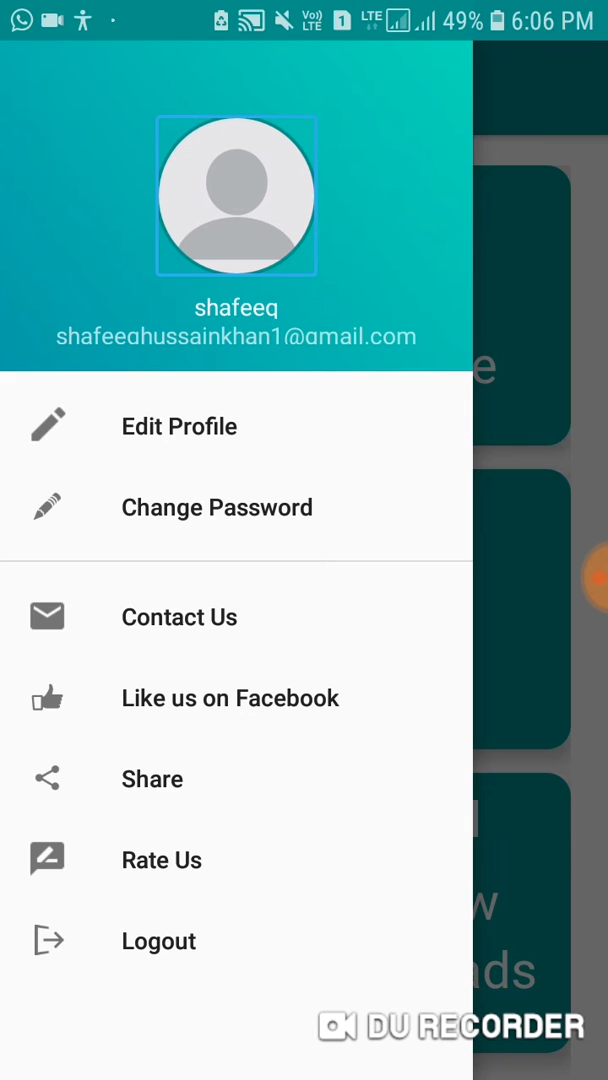 Vo)) LTE 1 LTE 49% 6:06 PM
shafeeq
shafeeqhussainkhan1@gmail.com
e
Edit Profile
Change Password
Contact Us
Like us on Facebook
Share
Rate Us
w
Logout
ads
DU RECORDER